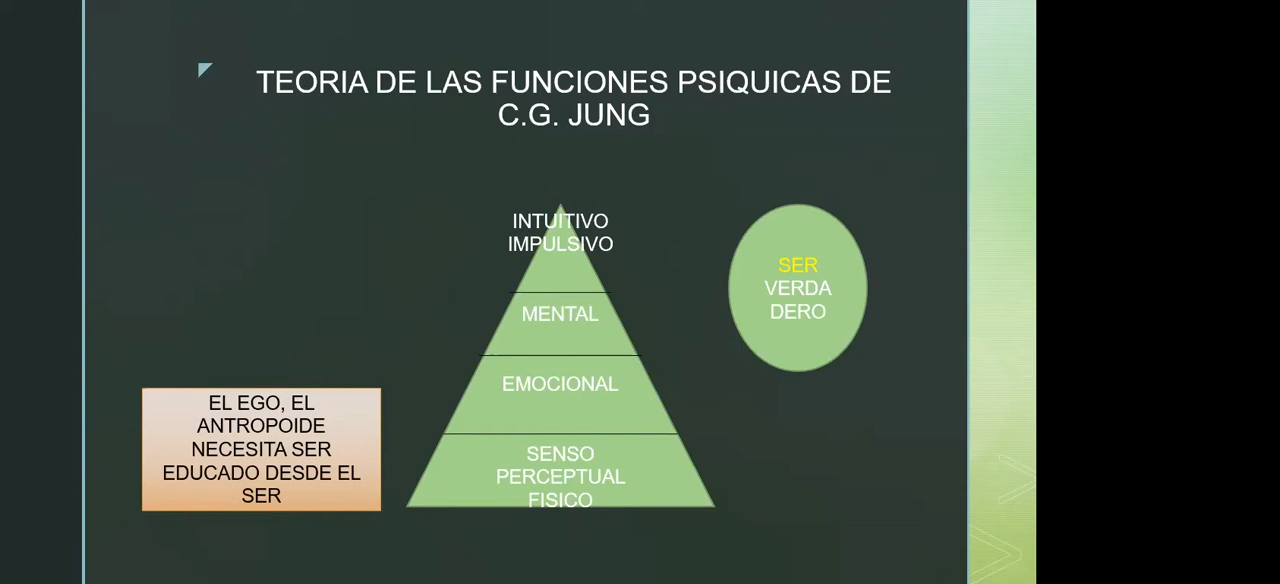 TEORIA DE LAS FUNCIONES PSIQUICAS DE
C.G. JUNG
INTUITIVO
IMPULSIVO
MENTAL
EMOCIONAL
SENSO
PERCEPTUAL
FISICO
SER
VERDA
DERO
EL EGO, EL
ANTROPOIDE
NECESITA SER
EDUCADO DESDE EL
SER